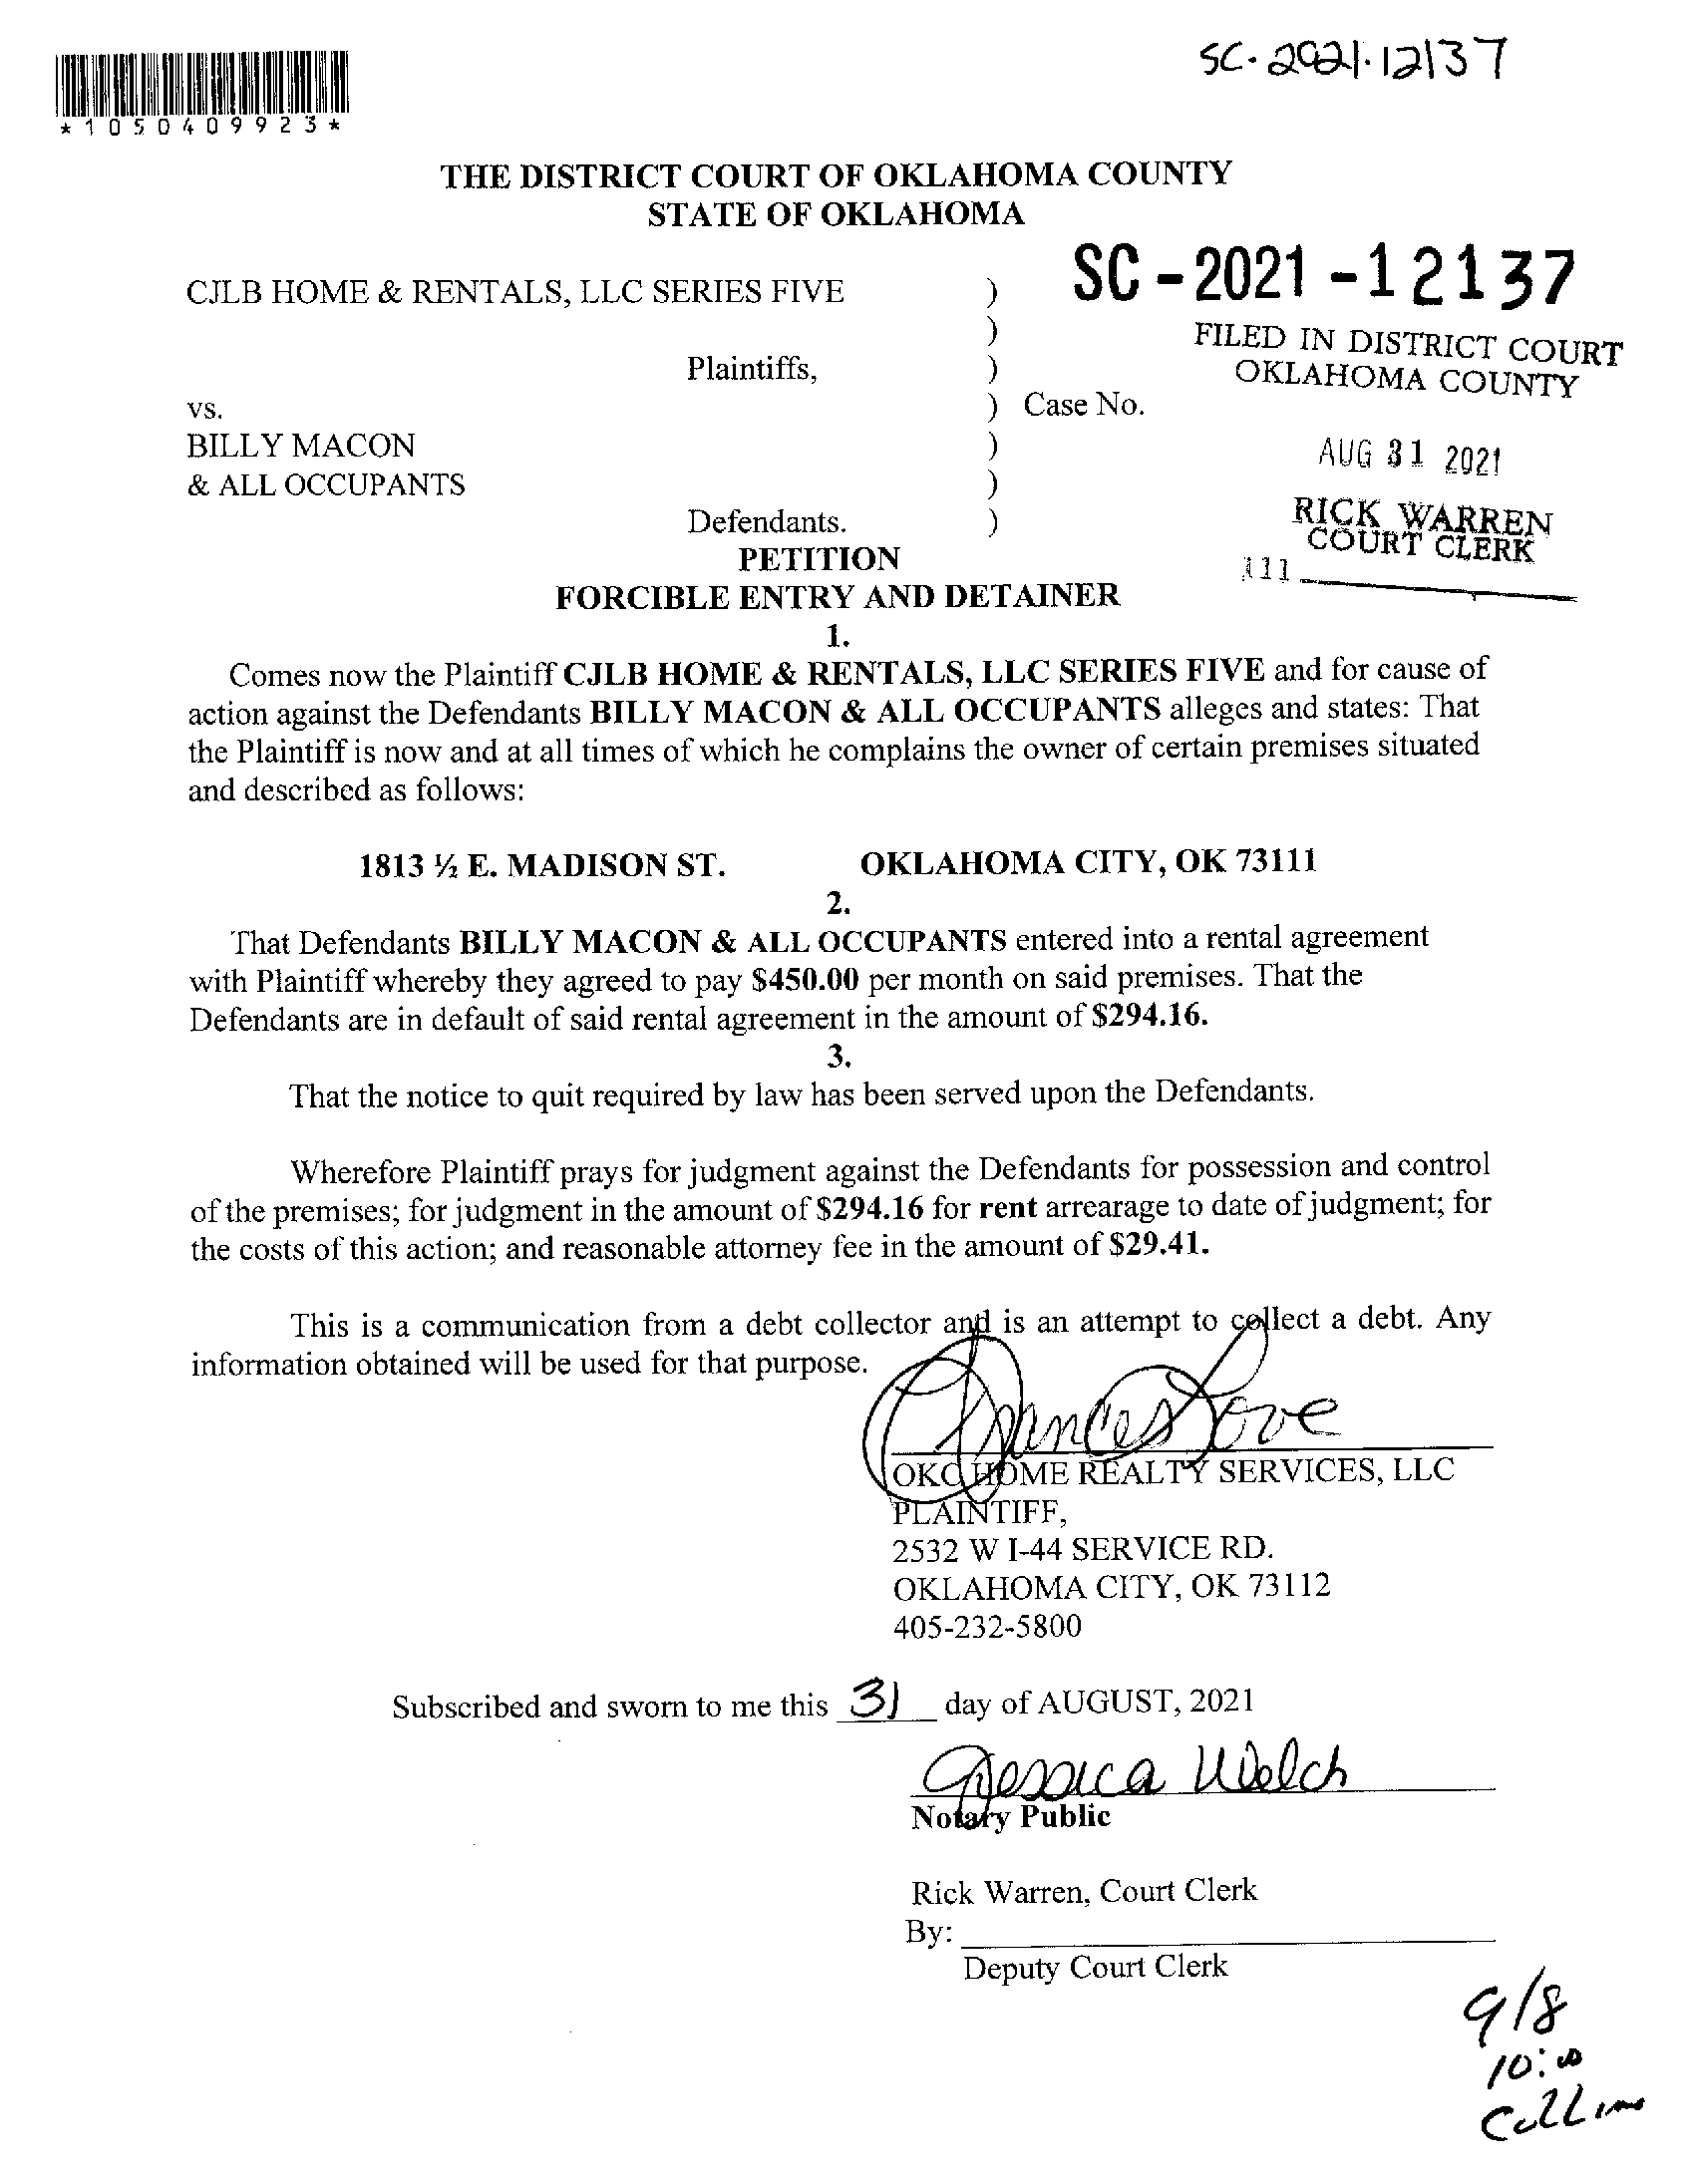 SC-2021-12137
*1050409923*
THE DISTRICT COURT OF OKLAHOMA COUNTY
STATE OF OKLAHOMA
SC-2021-12137
CJLB HOME & RENTALS, LLC SERIES FIVE )
)
FILED IN DISTRICT COURT
OKLAHOMA COUNTY
Plaintiffs, )
vs. ) Case No.
BILLY MACON )
AUG 31 2021
& ALL OCCUPANTS )
RICK WARREN
COURT CLERK
Defendants. )
111
PETITION
FORCIBLE ENTRY AND DETAINER
1.
Comes now the Plaintiff CJLB HOME & RENTALS, LLC SERIES FIVE and for cause of
action against the Defendants BILLY MACON & ALL OCCUPANTS alleges and states: That
the Plaintiff is now and at all times of which he complains the owner of certain premises situated
and described as follows:
1813 ½ E. MADISON ST. OKLAHOMA CITY, OK 73111
2.
That Defendants BILLY MACON & ALL OCCUPANTS entered into a rental agreement
with Plaintiff whereby they agreed to pay $450.00 per month on said premises. That the
Defendants are in default of said rental agreement in the amount of $294.16.
3.
That the notice to quit required by law has been served upon the Defendants.
Wherefore Plaintiff prays for judgment against the Defendants for possession and control
of the premises; for judgment in the amount of $294.16 for rent arrearage to date of judgment; for
the costs of this action; and reasonable attorney fee in the amount of $29.41.
This is a communication from a debt collector and is an attempt to collect a debt. Any
information obtained will be used for that purpose.
Frances Love
OKC HOME REALTY SERVICES, LLC
PLAINTIFF,
2532 W I-44 SERVICE RD.
OKLAHOMA CITY, OK 73112
405-232-5800
Subscribed and sworn to me this 31 day of AUGUST, 2021
Jessica Welch
Notary Public
Rick Warren, Court Clerk
By:
Deputy Court Clerk
9/8
10:00